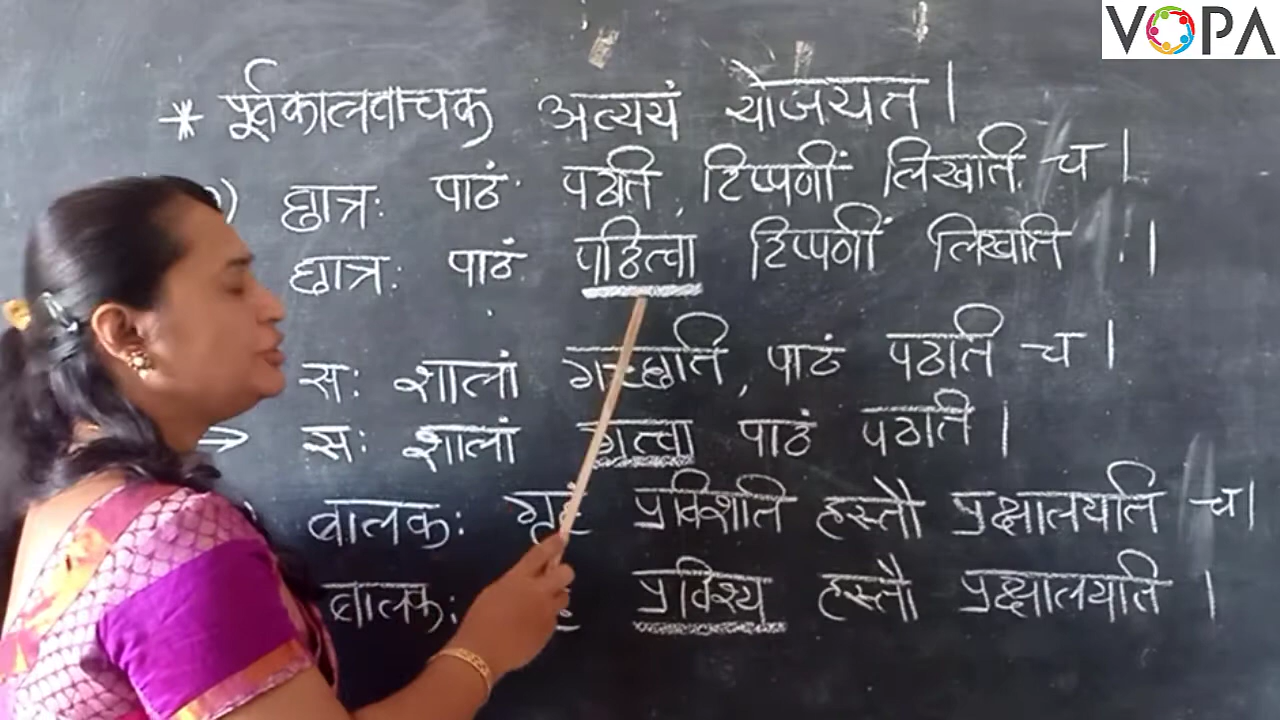 VOPA
* पूर्वकालवाचक अव्ययं योजयत।
छात्रः पाठं पठति, टिप्पणीं लिखति च।
छात्रः पाठं पठित्वा टिप्पणीं लिखति ।
सः शालां गच्छति, पाठं पठति च।
→ सः शालां गत्वा पाठं पठति।
बालकः गृहं प्रविशति हस्तौ प्रक्षालयति च।
बालकः प्रविश्य हस्तौ प्रक्षालयति ।